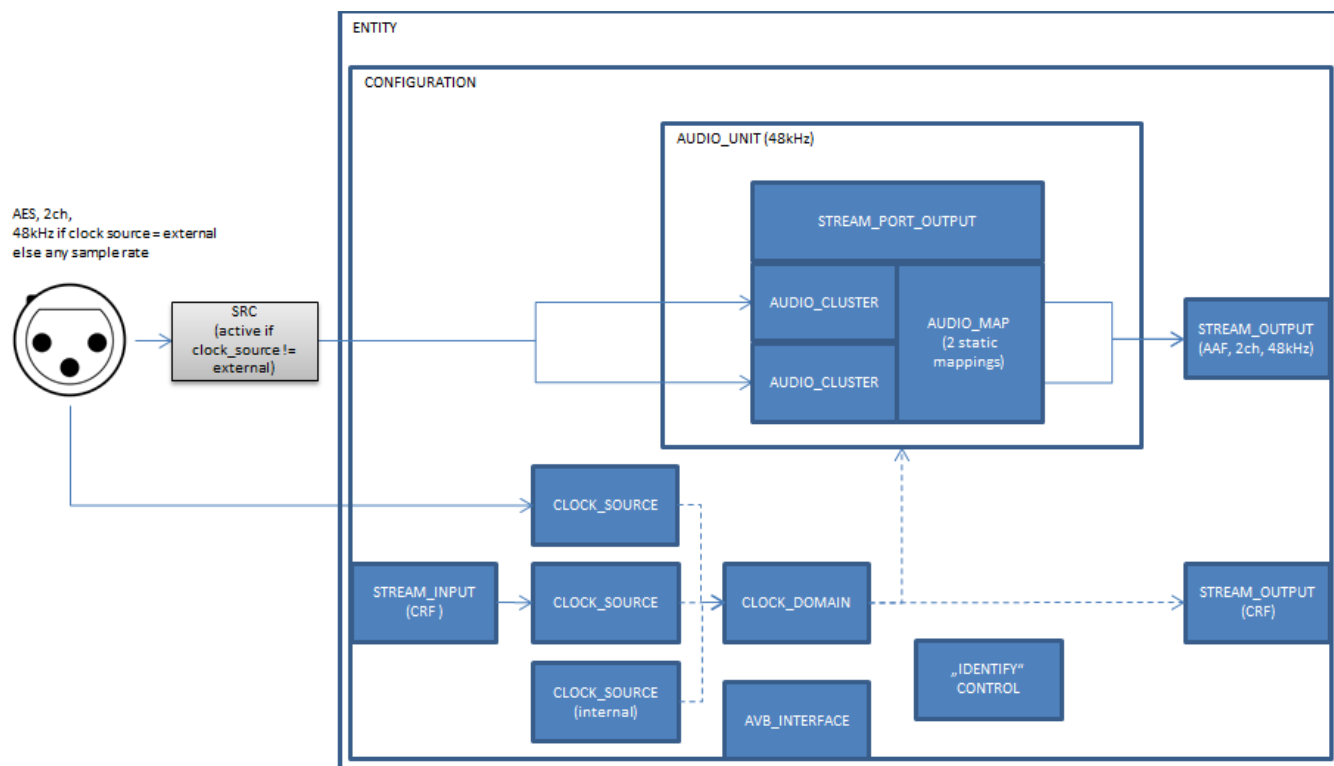 ENTITY
CONFIGURATION
AUDIO_UNIT (48kHz)
AES, 2ch,
48kHz if clock source = external
else any sample rate
SRC
(active if
clock_source !=
external)
STREAM_PORT_OUTPUT
AUDIO_CLUSTER
AUDIO_CLUSTER
AUDIO_MAP
(2 static
mappings)
STREAM_OUTPUT
(AAF, 2ch, 48kHz)
CLOCK_SOURCE
STREAM_INPUT
(CRF )
CLOCK_SOURCE
CLOCK_DOMAIN
STREAM_OUTPUT
(CRF)
CLOCK_SOURCE
(internal)
AVB_INTERFACE
„IDENTIFY“
CONTROL